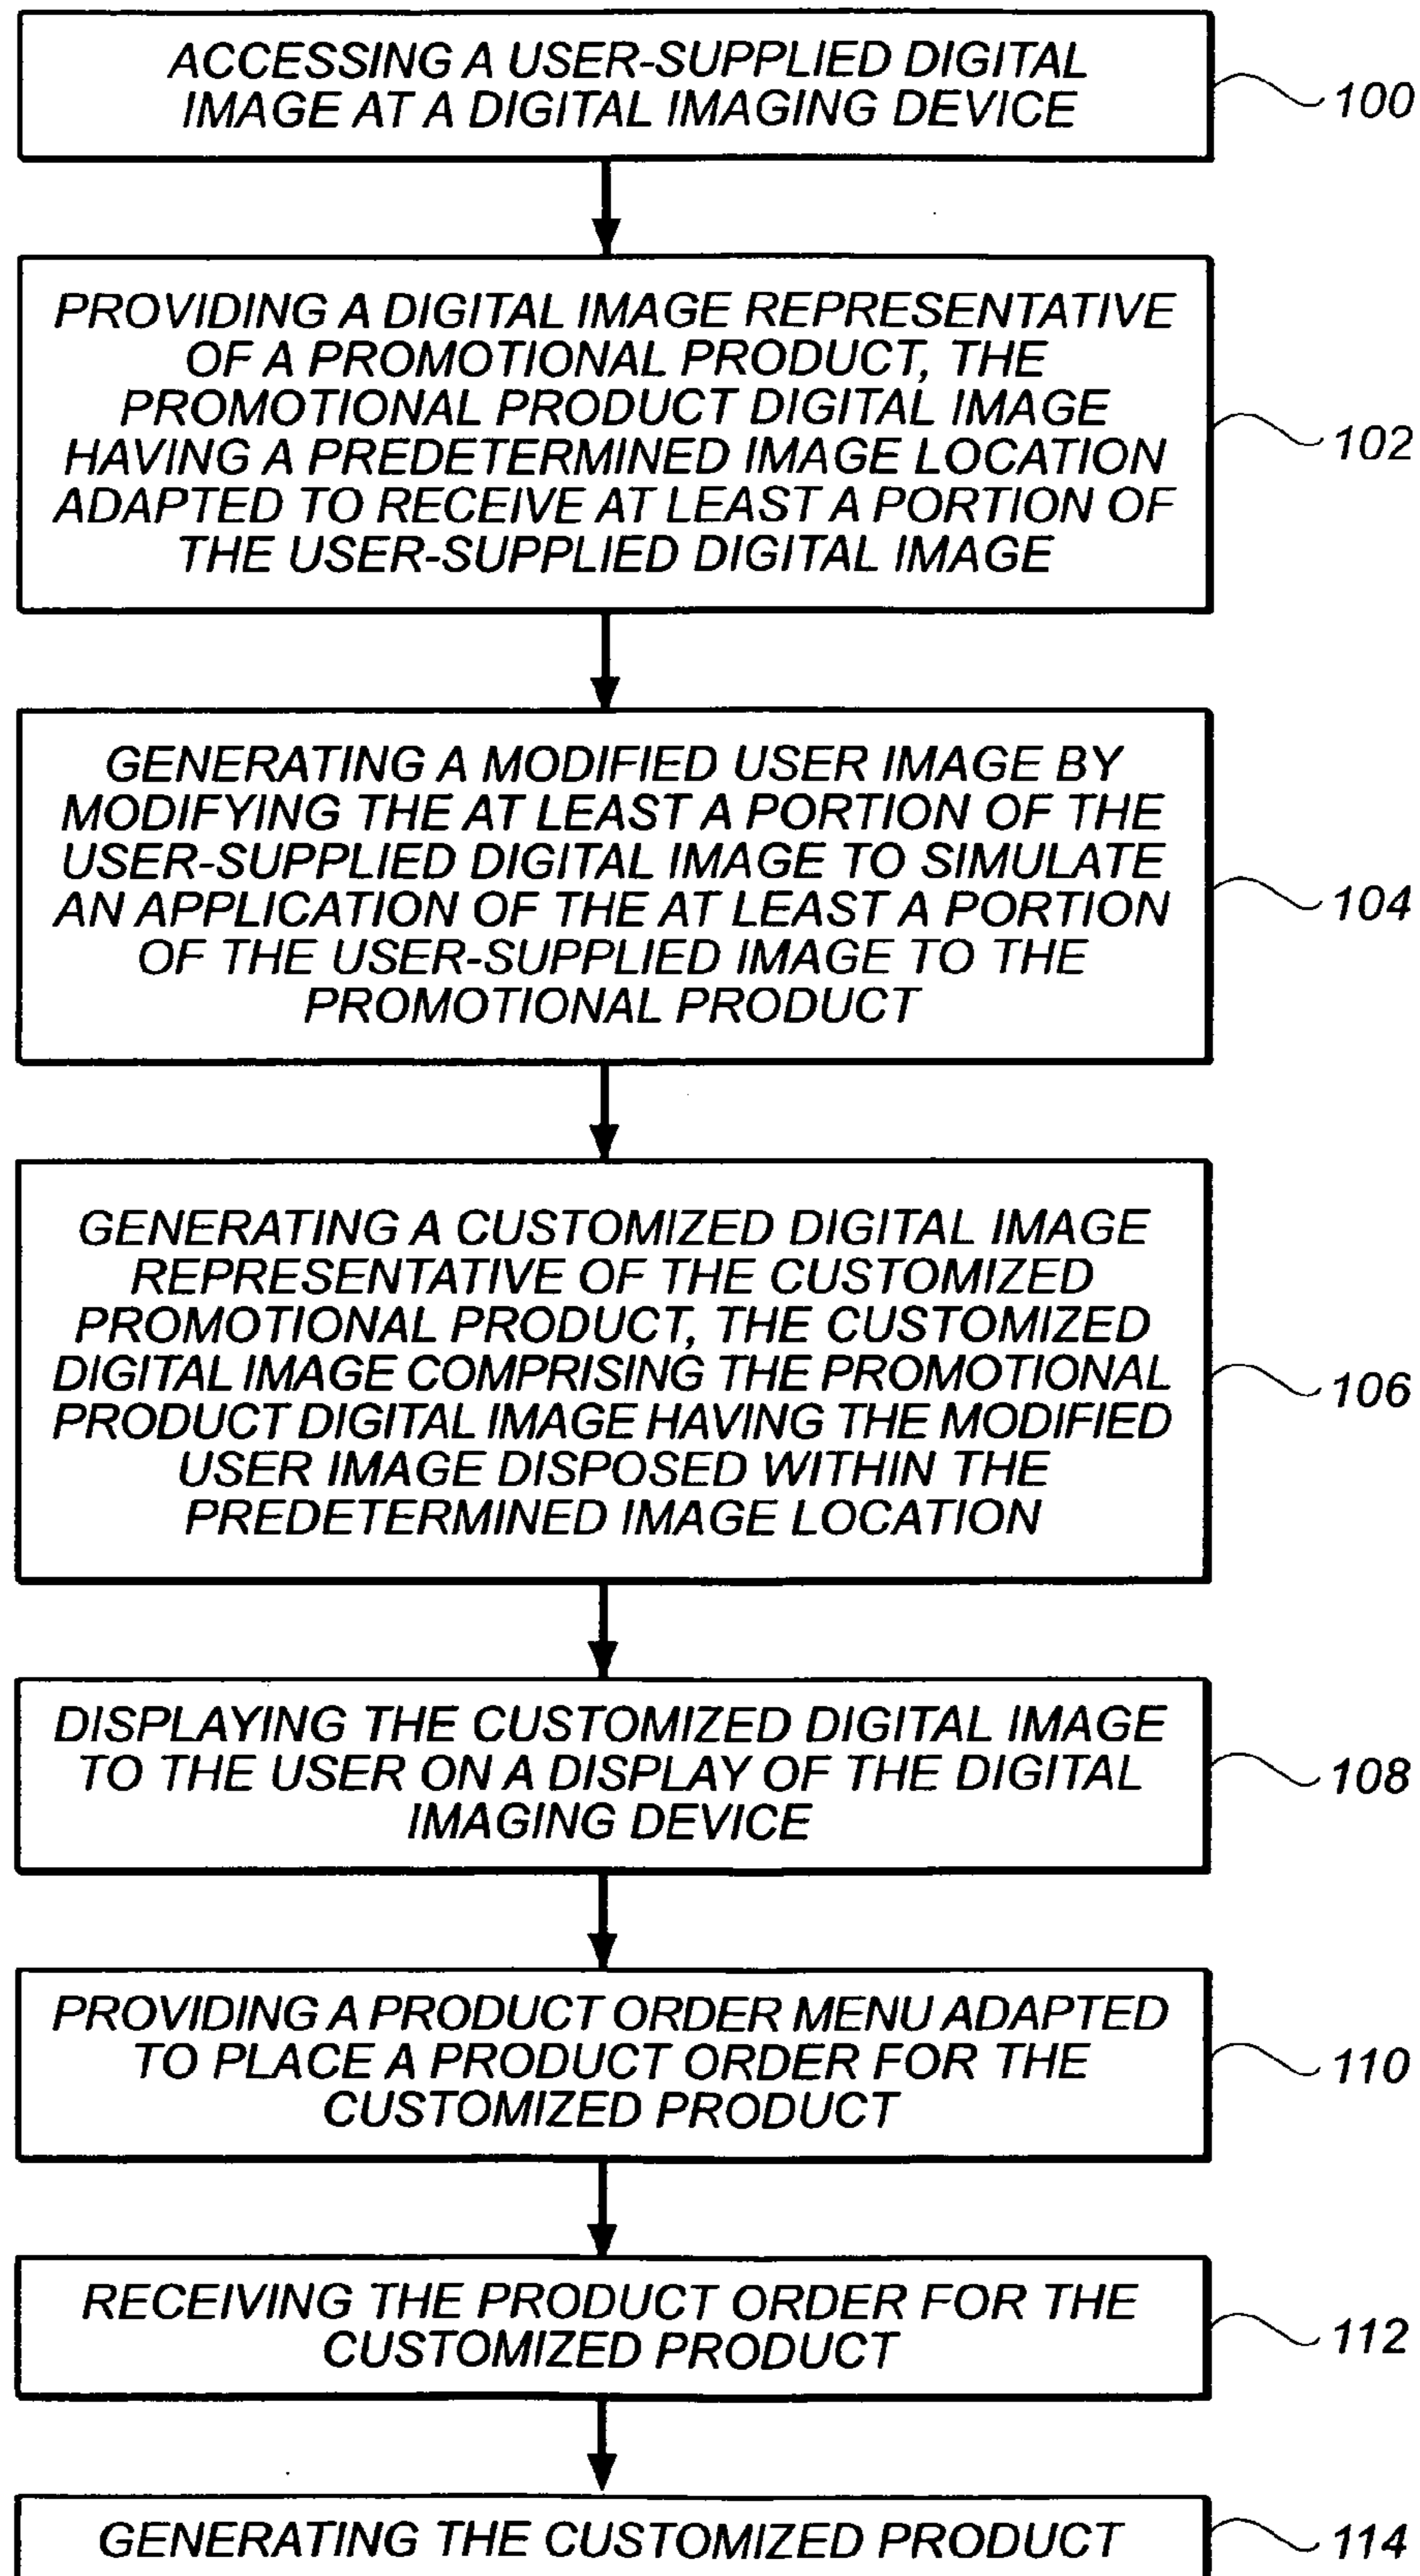 ACCESSING A USER-SUPPLIED DIGITAL
IMAGE AT A DIGITAL IMAGING DEVICE
100
PROVIDING A DIGITAL IMAGE REPRESENTATIVE
OF A PROMOTIONAL PRODUCT, THE
PROMOTIONAL PRODUCT DIGITAL IMAGE
HAVING A PREDETERMINED IMAGE LOCATION
ADAPTED TO RECEIVE AT LEAST A PORTION OF
THE USER-SUPPLIED DIGITAL IMAGE
102
GENERATING A MODIFIED USER IMAGE BY
MODIFYING THE AT LEAST A PORTION OF THE
USER-SUPPLIED DIGITAL IMAGE TO SIMULATE
AN APPLICATION OF THE AT LEAST A PORTION
OF THE USER-SUPPLIED IMAGE TO THE
PROMOTIONAL PRODUCT
104
GENERATING A CUSTOMIZED DIGITAL IMAGE
REPRESENTATIVE OF THE CUSTOMIZED
PROMOTIONAL PRODUCT, THE CUSTOMIZED
DIGITAL IMAGE COMPRISING THE PROMOTIONAL
PRODUCT DIGITAL IMAGE HAVING THE MODIFIED
USER IMAGE DISPOSED WITHIN THE
PREDETERMINED IMAGE LOCATION
106
DISPLAYING THE CUSTOMIZED DIGITAL IMAGE
TO THE USER ON A DISPLAY OF THE DIGITAL
IMAGING DEVICE
108
PROVIDING A PRODUCT ORDER MENU ADAPTED
TO PLACE A PRODUCT ORDER FOR THE
CUSTOMIZED PRODUCT
110
RECEIVING THE PRODUCT ORDER FOR THE
CUSTOMIZED PRODUCT
112
GENERATING THE CUSTOMIZED PRODUCT
114